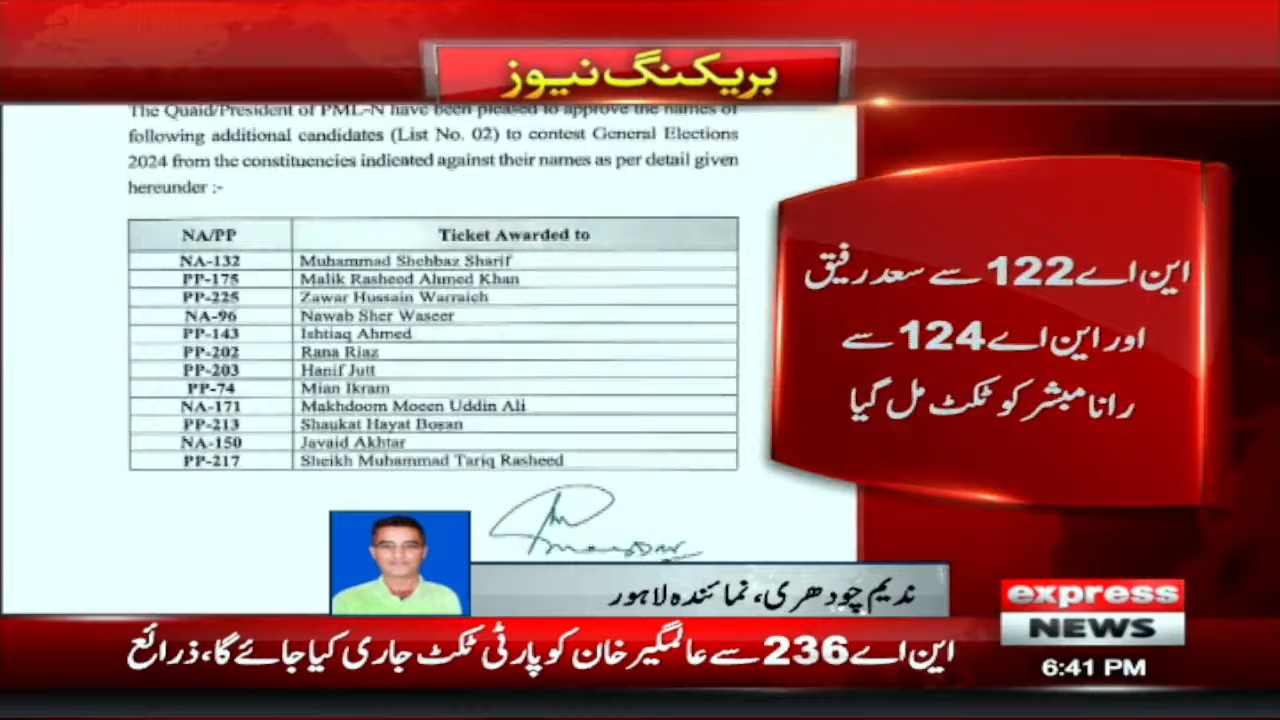 بریکنگ نیوز
The Quaid/President of PML-N have been pleased to approve the names of
following additional candidates (List No. 02) to contest General Elections
2024 from the constituencies indicated against their names as per detail given
hereunder :-
NA/PP Ticket Awarded to
NA-132 Muhammad Shehbaz Sharif
PP-175 Malik Rasheed Ahmed Khan
PP-225 Zawar Hussain Warraich
NA-96 Nawab Sher Waseer
PP-143 Ishtiaq Ahmed
PP-202 Rana Riaz
PP-203 Hanif Jutt
PP-74 Mian Ikram
NA-171 Makhdoom Moeen Uddin Ali
PP-213 Shaukat Hayat Bosan
NA-150 Javaid Akhtar
PP-217 Sheikh Muhammad Tariq Rasheed
این اے 122 سے سعد رفیق
اور این اے 124 سے
رانا مبشر کو ٹکٹ مل گیا
ندیم چودھری، نمائندہ لاہور
این اے 236 سے عالمگیر خان کو پارٹی ٹکٹ جاری کیا جائے گا، ذرائع
express
NEWS
6:41 PM